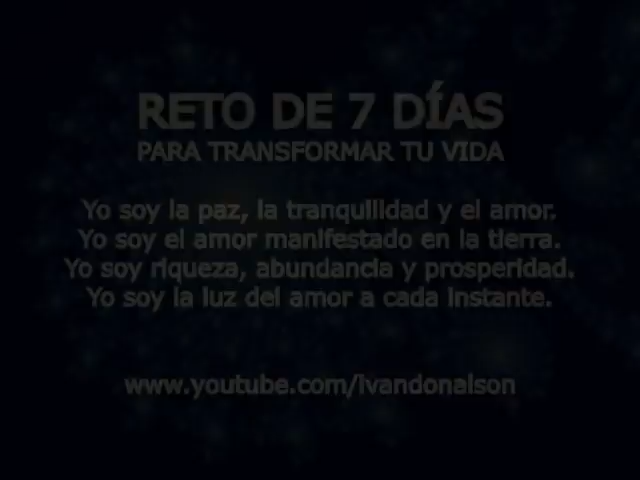 RETO DE 7 DÍAS
PARA TRANSFORMAR TU VIDA
Yo soy la paz, la tranquilidad y el amor.
Yo soy el amor manifestado en la tierra.
Yo soy riqueza, abundancia y prosperidad.
Yo soy la luz del amor a cada instante.
www.youtube.com/ivandonalson